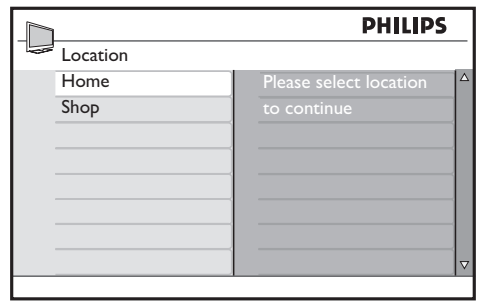 PHILIPS
Location
Home
Shop
Please select location
to continue